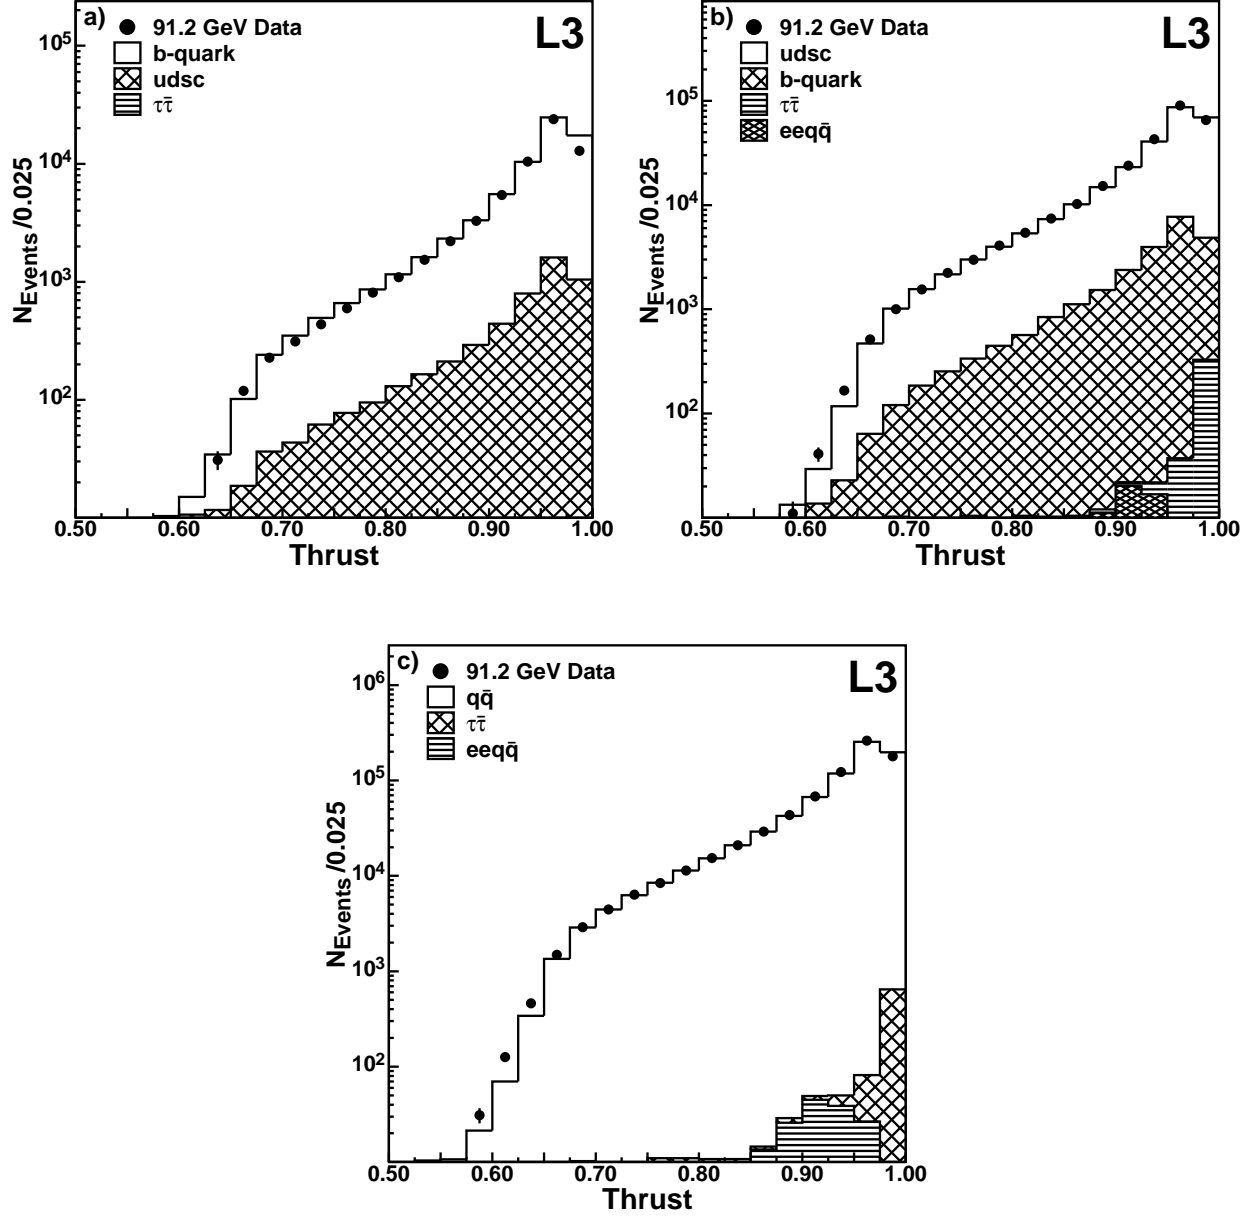 a)
91.2 GeV Data
b-quark
udsc
ττ̄
L3
10⁵
10⁴
10³
10²
N_Events /0.025
0.50 0.60 0.70 0.80 0.90 1.00
Thrust
b)
91.2 GeV Data
udsc
b-quark
ττ̄
eeqq̄
L3
10⁵
10⁴
10³
10²
N_Events /0.025
0.50 0.60 0.70 0.80 0.90 1.00
Thrust
c)
91.2 GeV Data
qq̄
ττ̄
eeqq̄
L3
10⁶
10⁵
10⁴
10³
10²
N_Events /0.025
0.50 0.60 0.70 0.80 0.90 1.00
Thrust